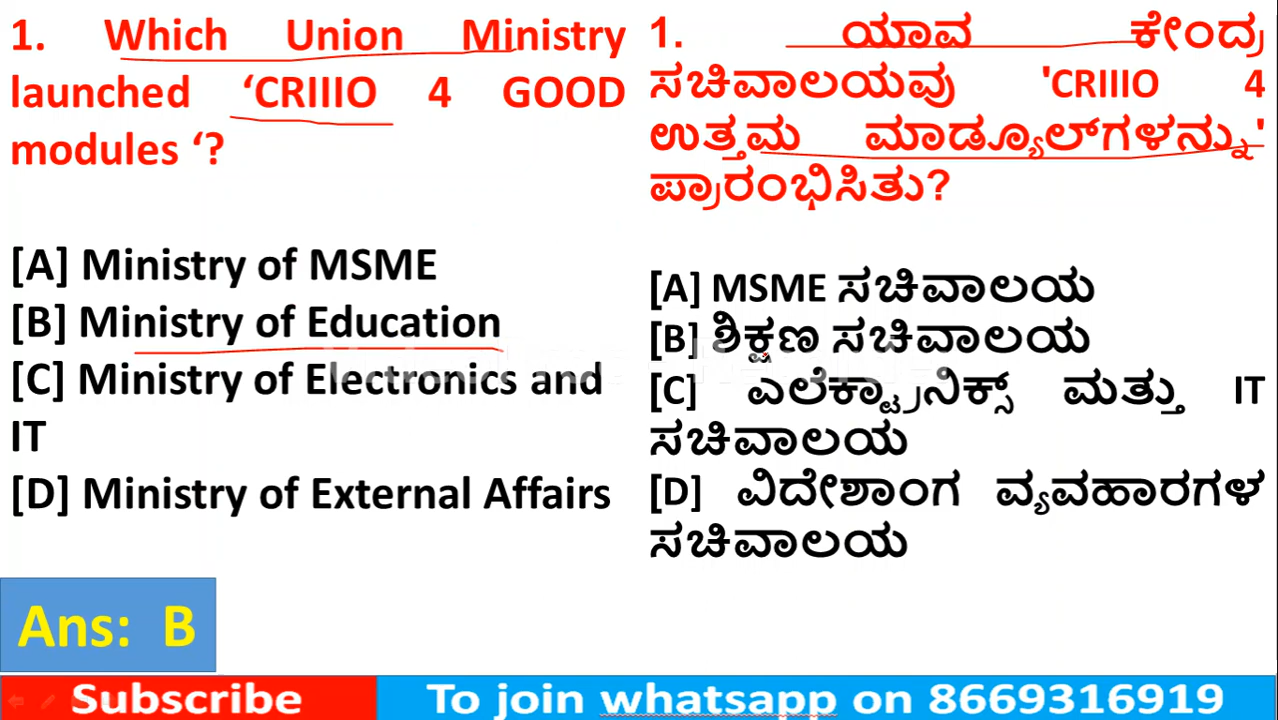 1. Which Union Ministry
launched ‘CRIIIO 4 GOOD
modules ‘?
[A] Ministry of MSME
[B] Ministry of Education
[C] Ministry of Electronics and
IT
[D] Ministry of External Affairs
Ans: B
1. ಯಾವ ಕೇಂದ್ರ
ಸಚಿವಾಲಯವು 'CRIIIO 4
ಉತ್ತಮ ಮಾಡ್ಯೂಲ್‌ಗಳನ್ನು'
ಪ್ರಾರಂಭಿಸಿತು?
[A] MSME ಸಚಿವಾಲಯ
[B] ಶಿಕ್ಷಣ ಸಚಿವಾಲಯ
[C] ಎಲೆಕ್ಟ್ರಾನಿಕ್ಸ್ ಮತ್ತು IT
ಸಚಿವಾಲಯ
[D] ವಿದೇಶಾಂಗ ವ್ಯವಹಾರಗಳ
ಸಚಿವಾಲಯ
Subscribe
To join whatsapp on 8669316919